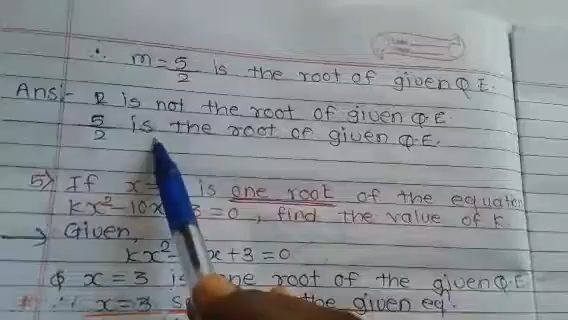 ∴ m = 5/2 is the root of given Q.E.
Ans:- 2 is not the root of given Q.E.
5/2 is the root of given Q.E.
5) If x= is one root of the equation
kx²-10x 3=0, find the value of k.
→ Given,
kx²- x+3=0
& x=3 is one root of the given Q.E
∴ x=3 the given eq.